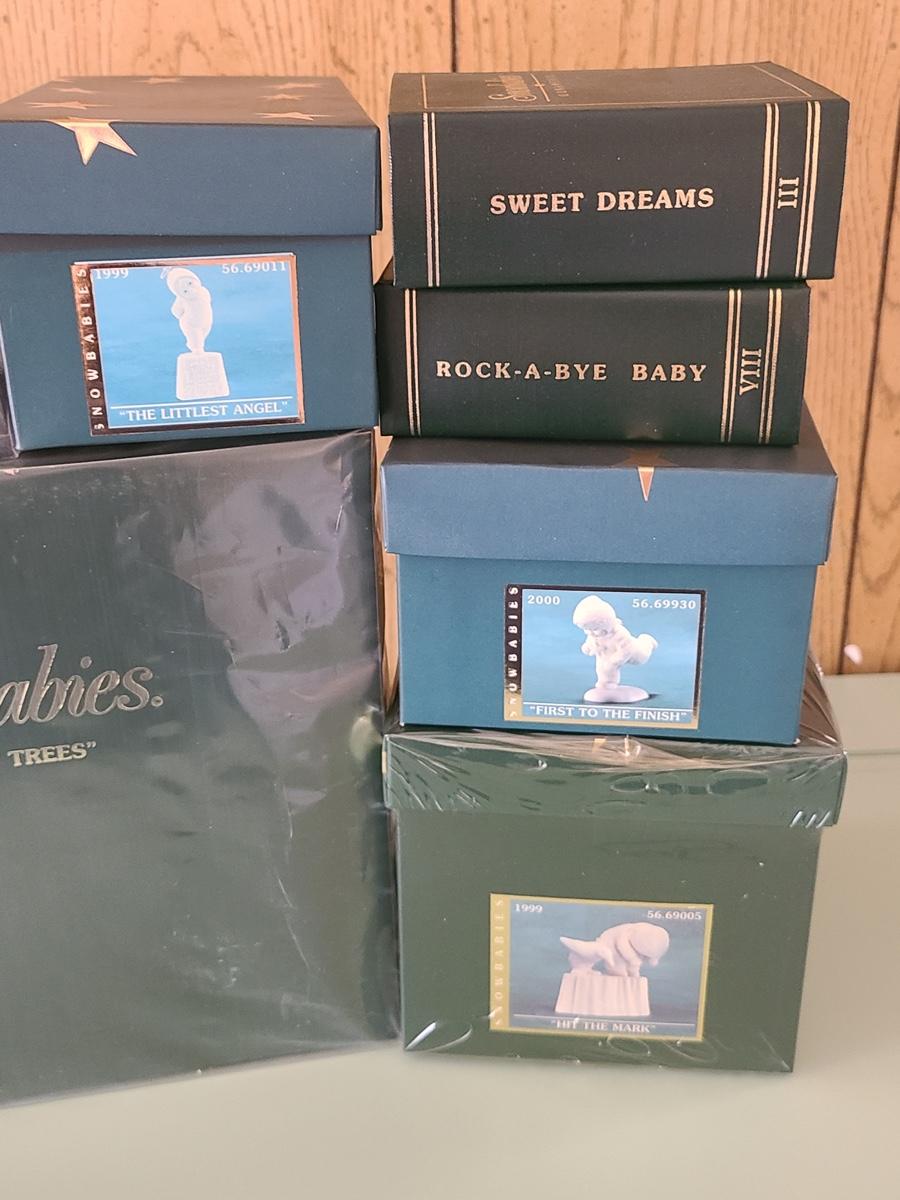 SWEET DREAMS
III
1999 56.69011
SNOWBABIES
"THE LITTLEST ANGEL"
ROCK-A-BYE BABY
VIII
2000 56.69930
SNOWBABIES
"FIRST TO THE FINISH"
abies.
TREES"
1999 56.69005
SNOWBABIES
"HIT THE MARK"